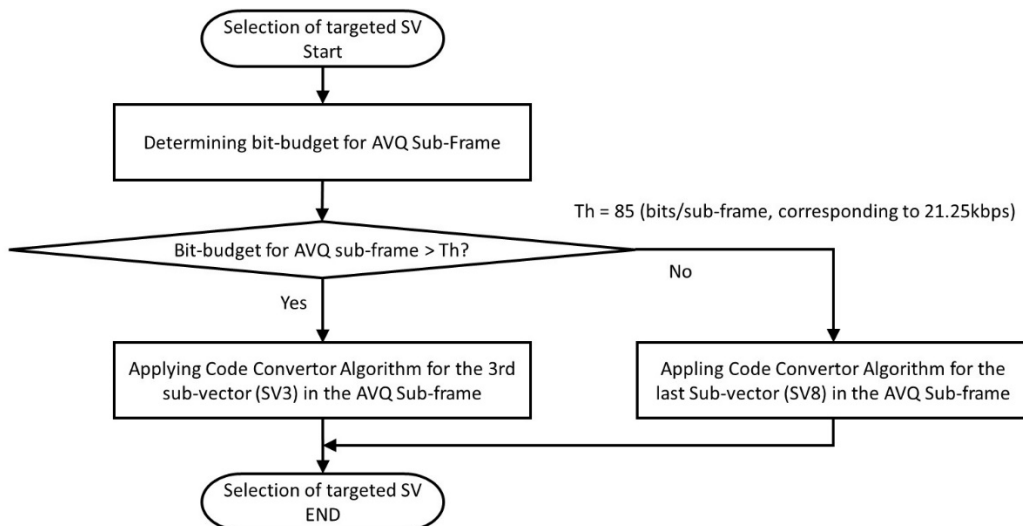 Selection of targeted SV
Start
Determining bit-budget for AVQ Sub-Frame
Th = 85 (bits/sub-frame, corresponding to 21.25kbps)
Bit-budget for AVQ sub-frame > Th?
No
Yes
Applying Code Convertor Algorithm for the 3rd
sub-vector (SV3) in the AVQ Sub-frame
Appling Code Convertor Algorithm for the
last Sub-vector (SV8) in the AVQ Sub-frame
Selection of targeted SV
END